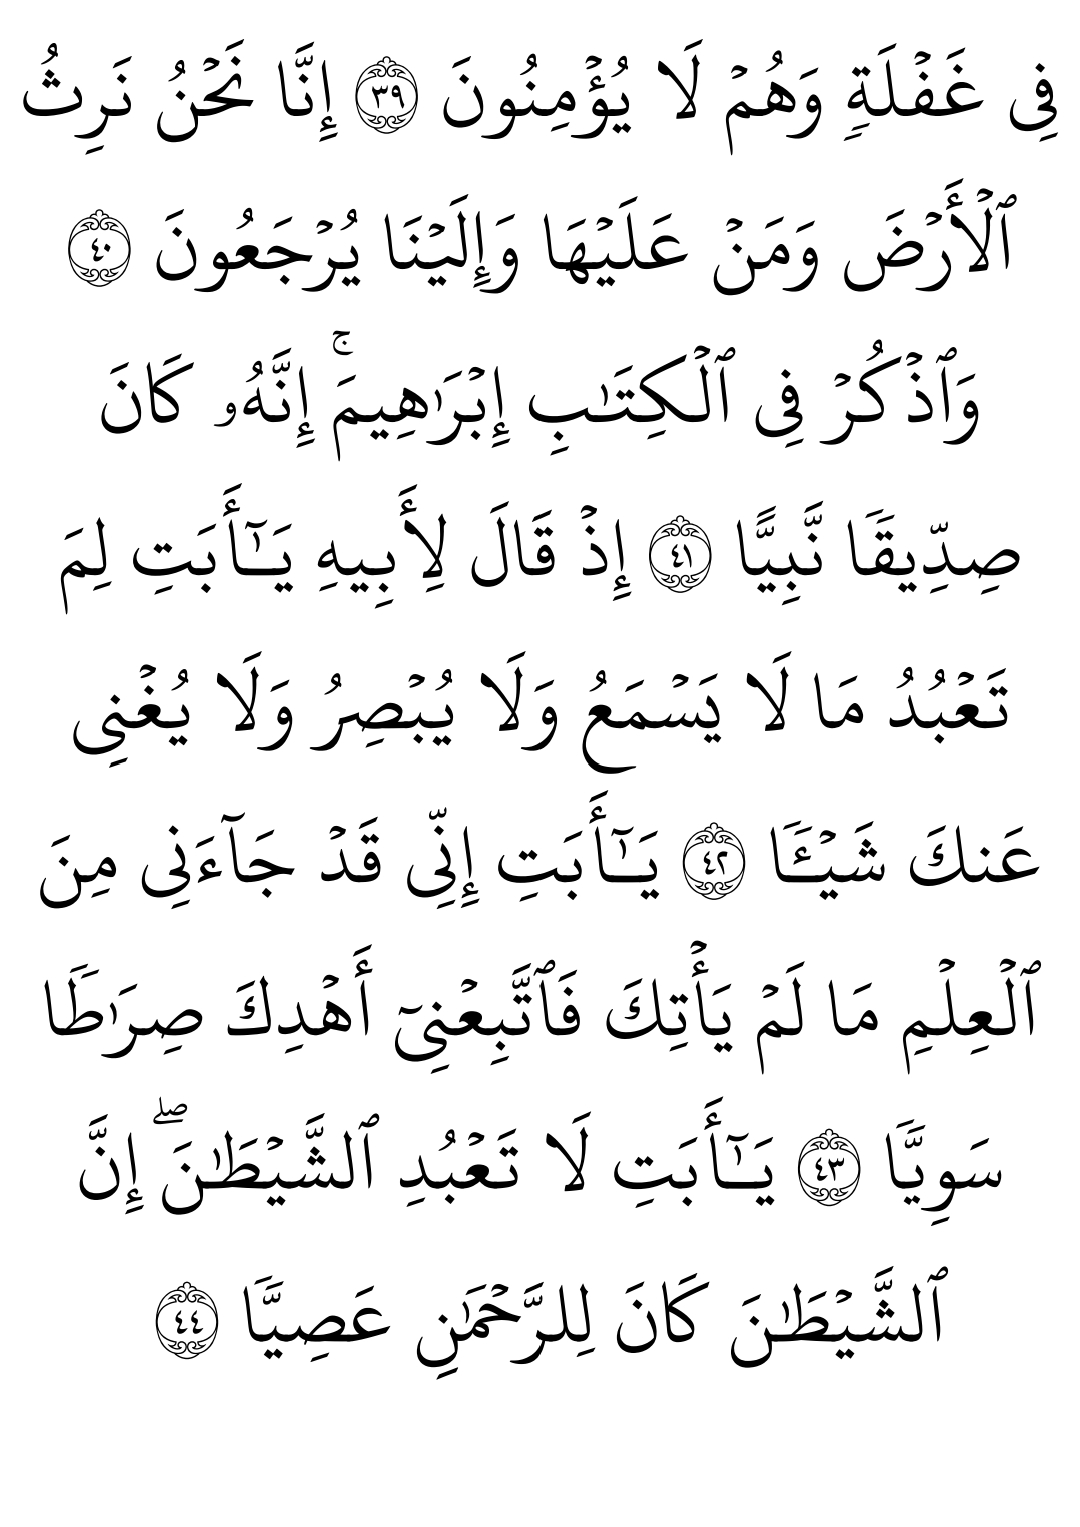 فِى غَفْلَةٍۢ وَهُمْ لَا يُؤْمِنُونَ ٣٩ إِنَّا نَحْنُ نَرِثُ
ٱلْأَرْضَ وَمَنْ عَلَيْهَا وَإِلَيْنَا يُرْجَعُونَ ٤٠
وَٱذْكُرْ فِى ٱلْكِتَـٰبِ إِبْرَٰهِيمَ ۚ إِنَّهُۥ كَانَ
صِدِّيقًۭا نَّبِيًّا ٤١ إِذْ قَالَ لِأَبِيهِ يَـٰٓأَبَتِ لِمَ
تَعْبُدُ مَا لَا يَسْمَعُ وَلَا يُبْصِرُ وَلَا يُغْنِى
عَنكَ شَيْـًۭٔا ٤٢ يَـٰٓأَبَتِ إِنِّى قَدْ جَآءَنِى مِنَ
ٱلْعِلْمِ مَا لَمْ يَأْتِكَ فَٱتَّبِعْنِىٓ أَهْدِكَ صِرَٰطًۭا
سَوِيًّۭا ٤٣ يَـٰٓأَبَتِ لَا تَعْبُدِ ٱلشَّيْطَـٰنَ ۖ إِنَّ
ٱلشَّيْطَـٰنَ كَانَ لِلرَّحْمَـٰنِ عَصِيًّۭا ٤٤